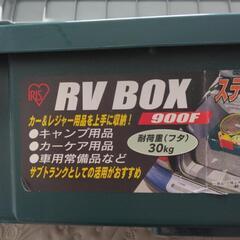 IRIS
RV BOX
900F
カー&レジャー用品を上手に収納!
●キャンプ用品
●カーケア用品
●車用常備品など
サブトランクとしての活用がおすすめ
耐荷重(フタ)
30kg
ステ